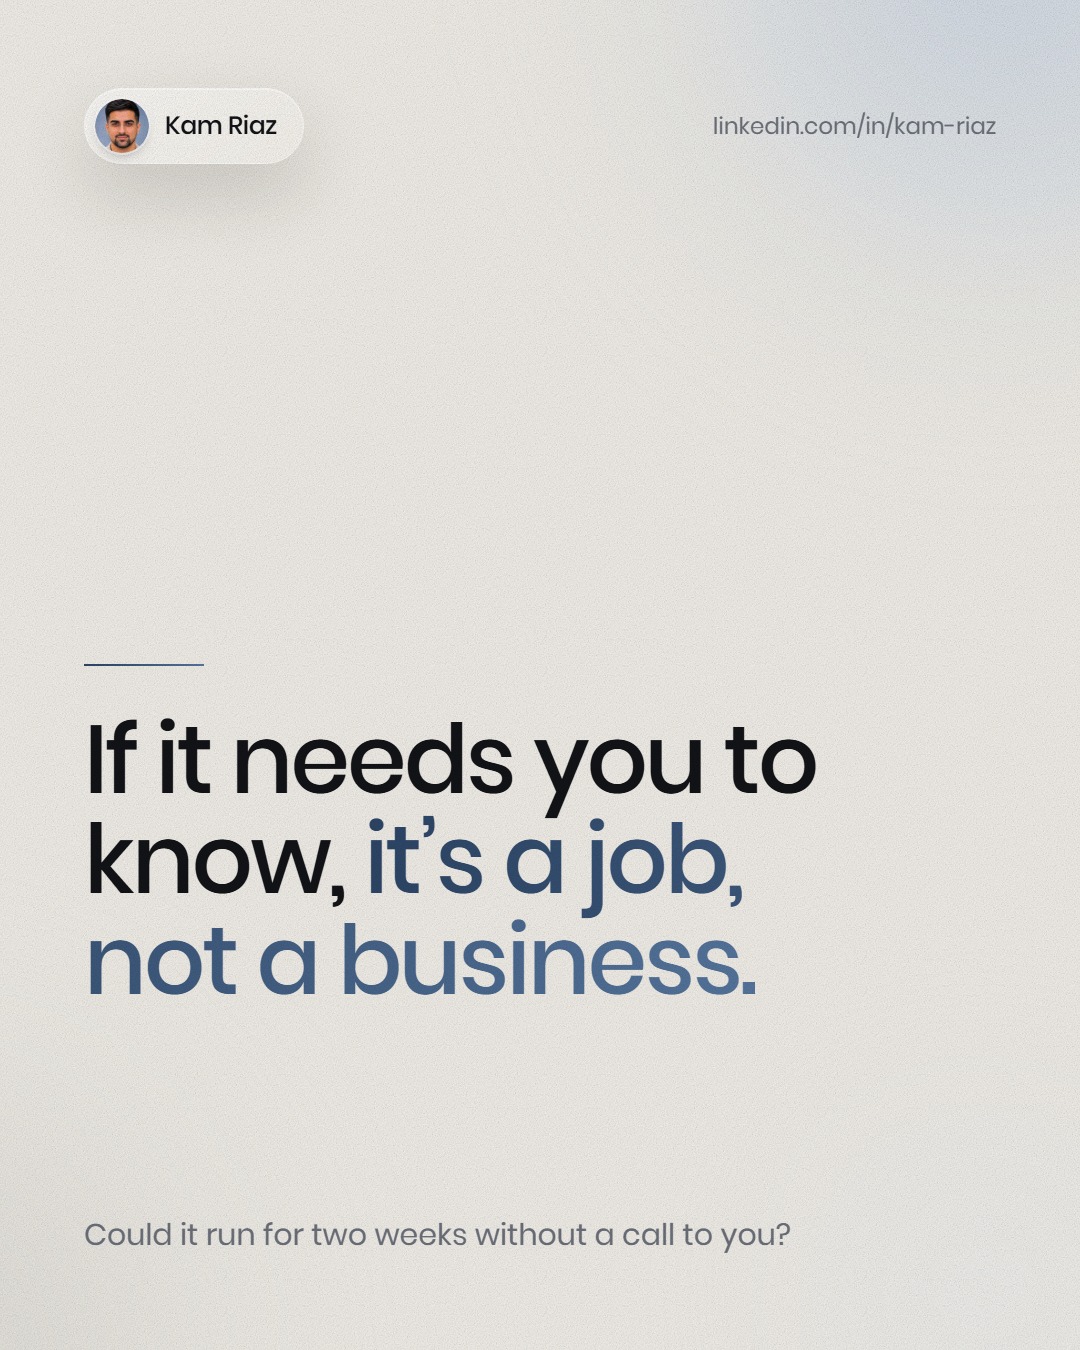 Kam Riaz
linkedin.com/in/kam-riaz
If it needs you to
know, it’s a job,
not a business.
Could it run for two weeks without a call to you?